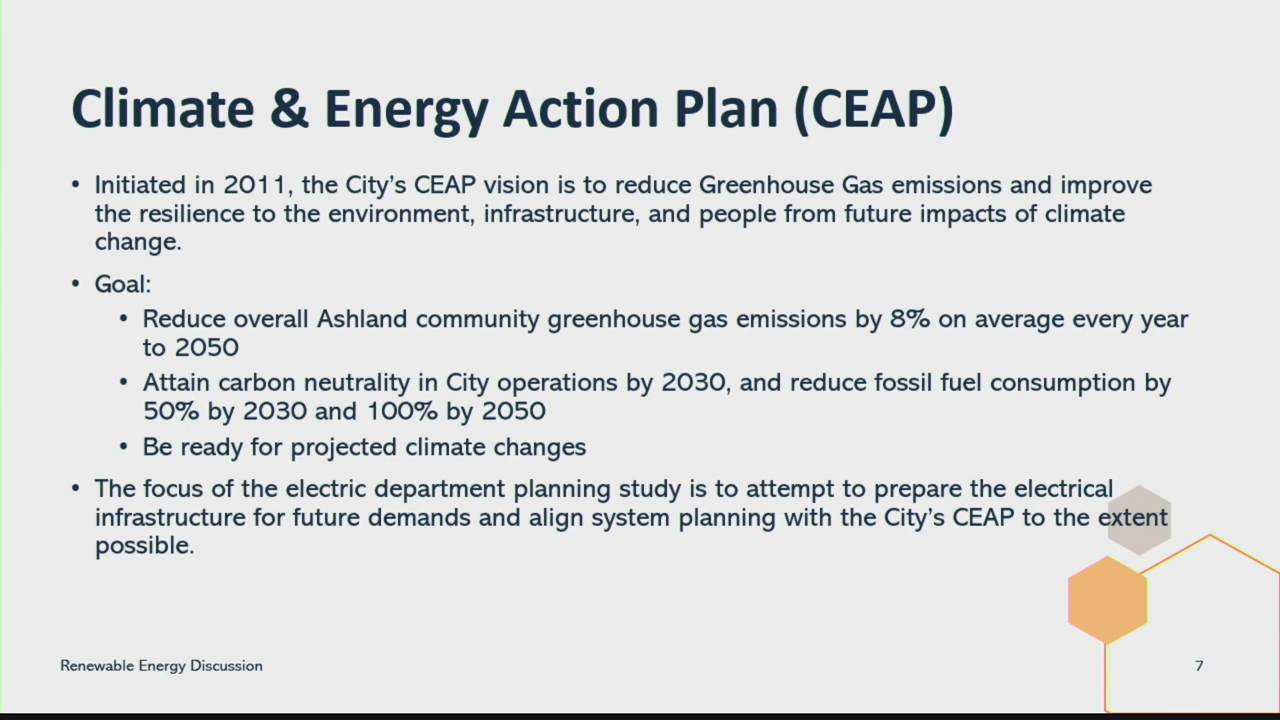 Climate & Energy Action Plan (CEAP)
• Initiated in 2011, the City’s CEAP vision is to reduce Greenhouse Gas emissions and improve
the resilience to the environment, infrastructure, and people from future impacts of climate
change.
• Goal:
• Reduce overall Ashland community greenhouse gas emissions by 8% on average every year
to 2050
• Attain carbon neutrality in City operations by 2030, and reduce fossil fuel consumption by
50% by 2030 and 100% by 2050
• Be ready for projected climate changes
• The focus of the electric department planning study is to attempt to prepare the electrical
infrastructure for future demands and align system planning with the City’s CEAP to the extent
possible.
Renewable Energy Discussion
7